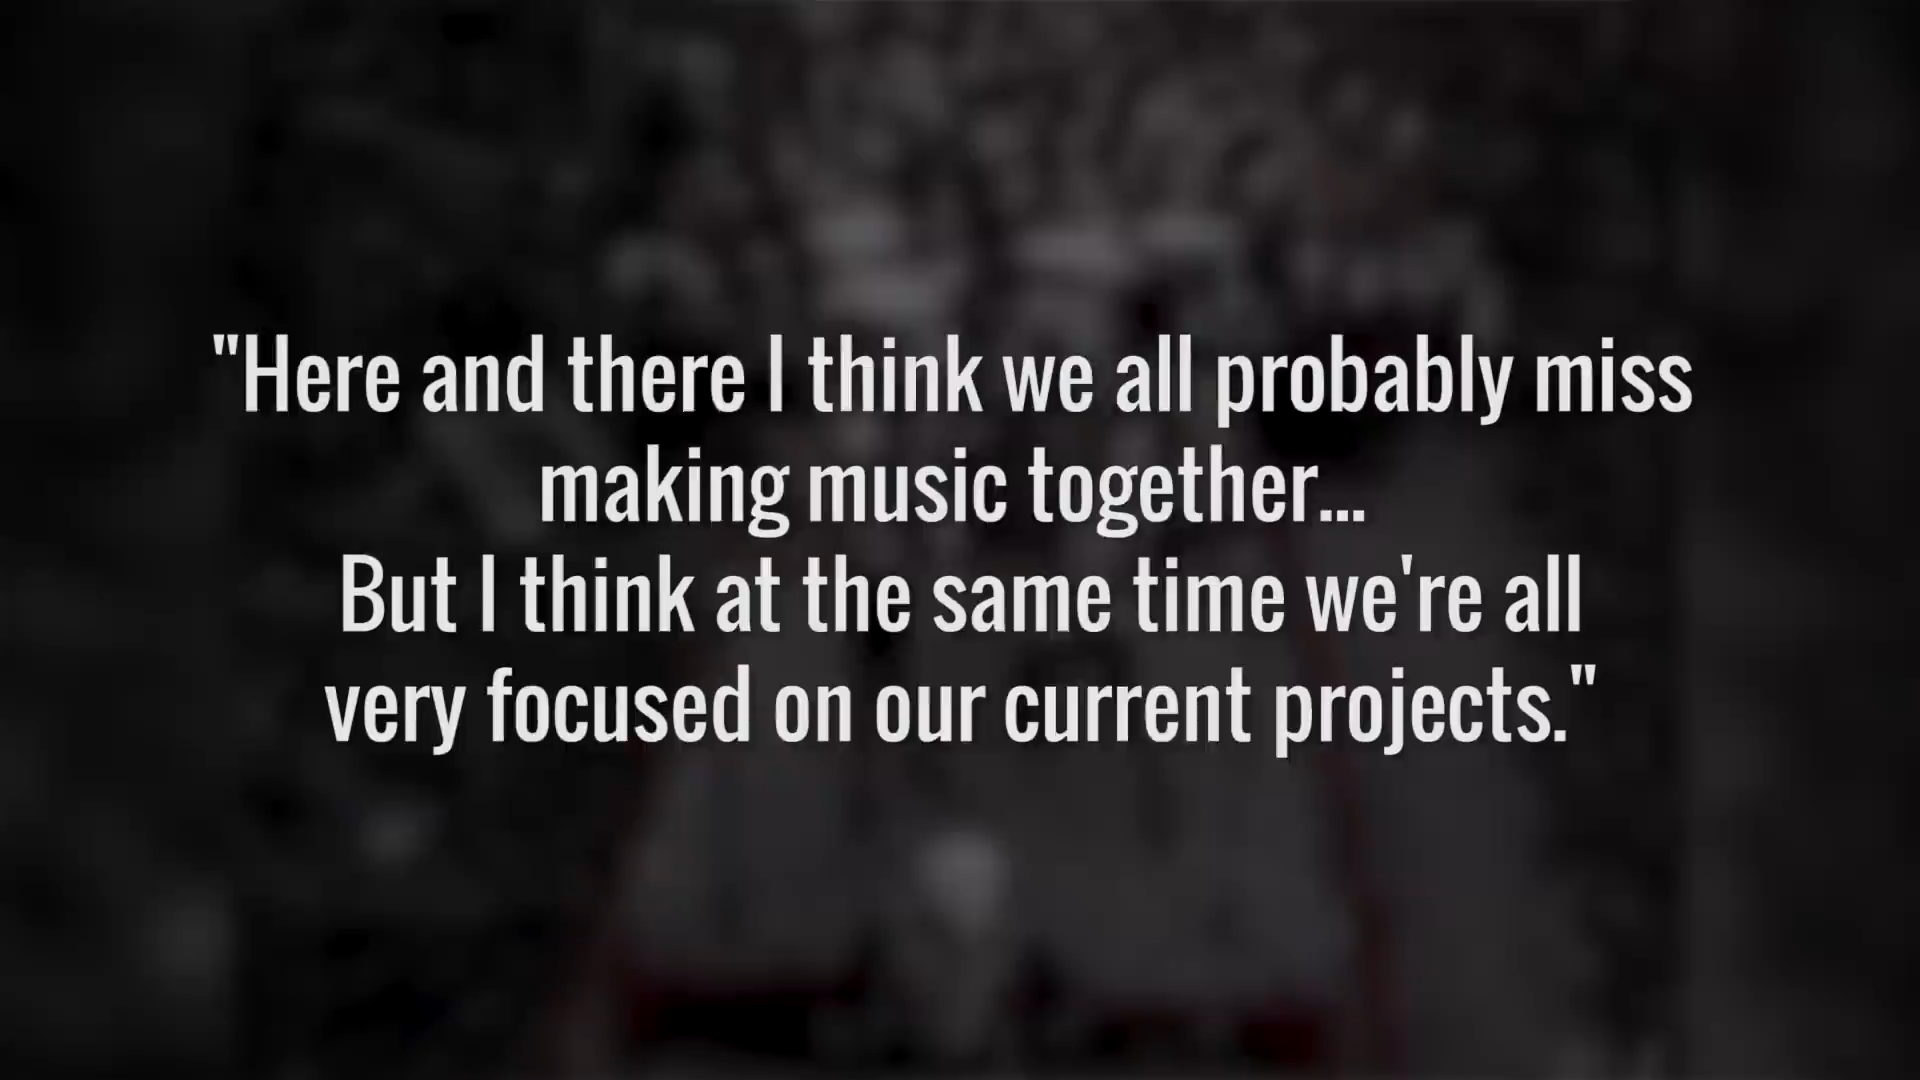 "Here and there I think we all probably miss
making music together...
But I think at the same time we're all
very focused on our current projects."